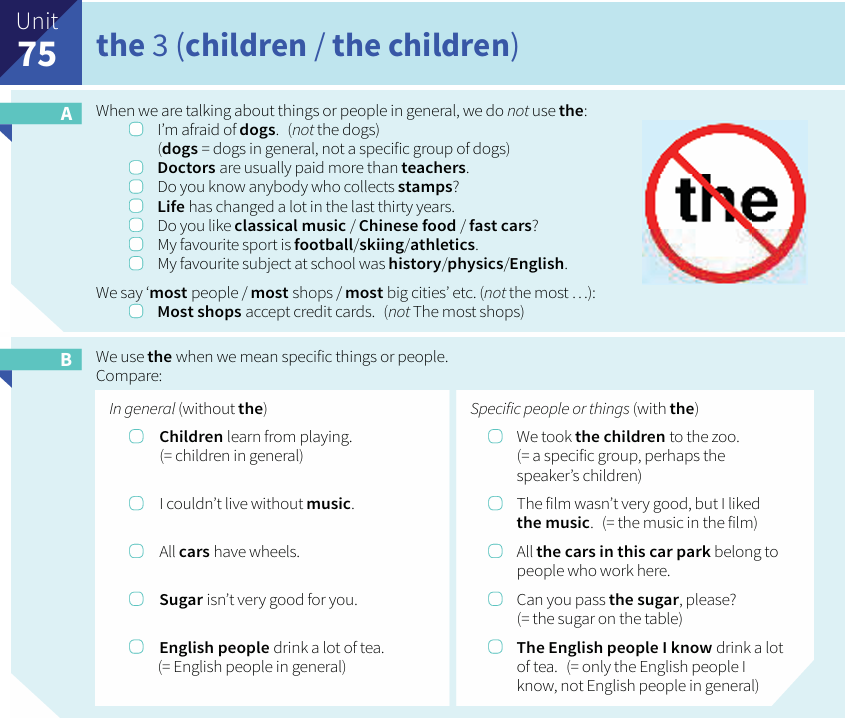 Unit
75
the 3 (children / the children)
A
When we are talking about things or people in general, we do not use the:
I'm afraid of dogs. (not the dogs)
(dogs = dogs in general, not a specific group of dogs)
Doctors are usually paid more than teachers.
Do you know anybody who collects stamps?
Life has changed a lot in the last thirty years.
Do you like classical music / Chinese food / fast cars?
My favourite sport is football/skiing/athletics.
My favourite subject at school was history/physics/English.
the
We say ‘most people / most shops / most big cities’ etc. (not the most …):
Most shops accept credit cards. (not The most shops)
B
We use the when we mean specific things or people.
Compare:
In general (without the)
Children learn from playing.
(= children in general)
I couldn't live without music.
All cars have wheels.
Sugar isn't very good for you.
English people drink a lot of tea.
(= English people in general)
Specific people or things (with the)
We took the children to the zoo.
(= a specific group, perhaps the
speaker's children)
The film wasn't very good, but I liked
the music. (= the music in the film)
All the cars in this car park belong to
people who work here.
Can you pass the sugar, please?
(= the sugar on the table)
The English people I know drink a lot
of tea. (= only the English people I
know, not English people in general)